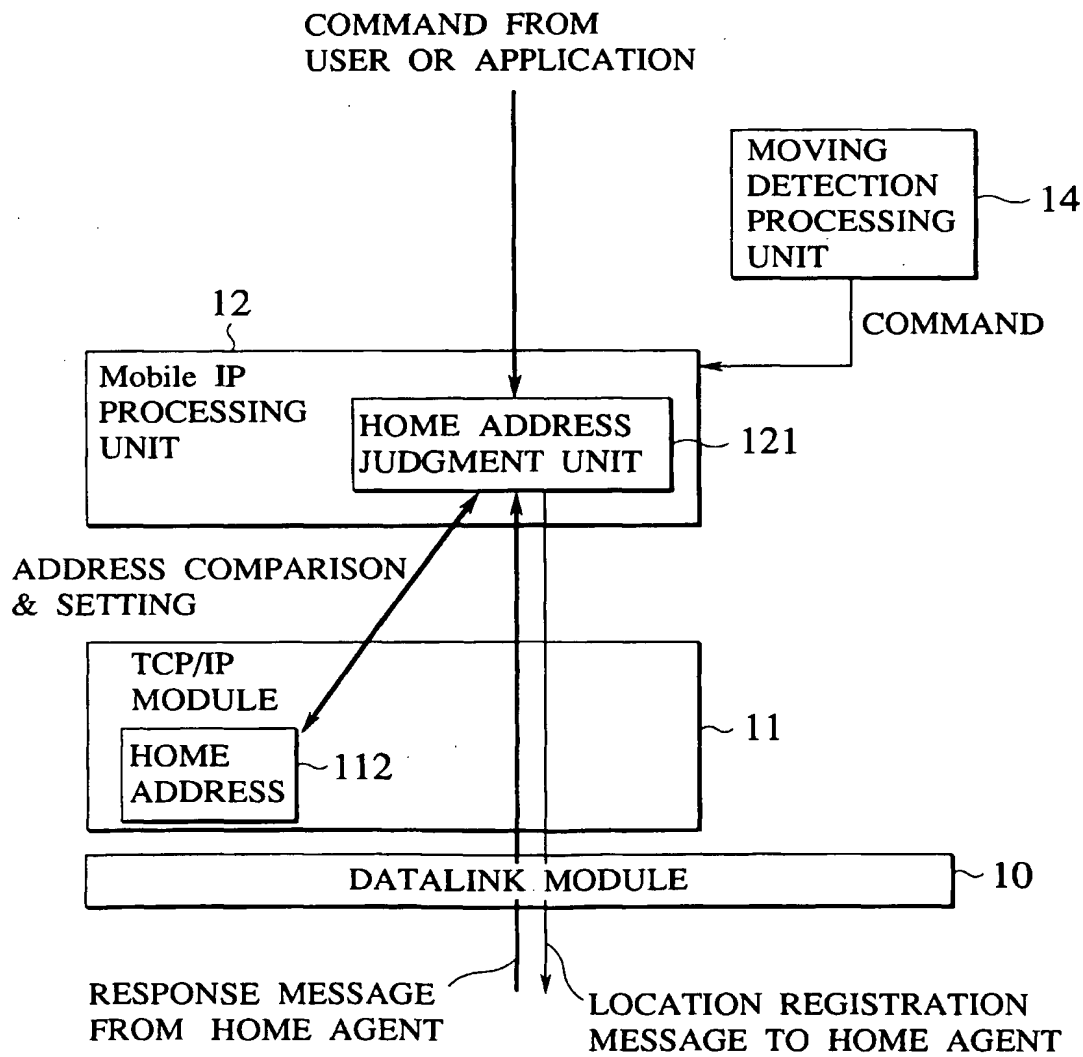 COMMAND FROM
USER OR APPLICATION
MOVING
DETECTION
PROCESSING
UNIT
14
COMMAND
12
Mobile IP
PROCESSING
UNIT
HOME ADDRESS
JUDGMENT UNIT
121
ADDRESS COMPARISON
& SETTING
TCP/IP
MODULE
11
HOME
ADDRESS
112
DATALINK MODULE
10
RESPONSE MESSAGE
FROM HOME AGENT
LOCATION REGISTRATION
MESSAGE TO HOME AGENT